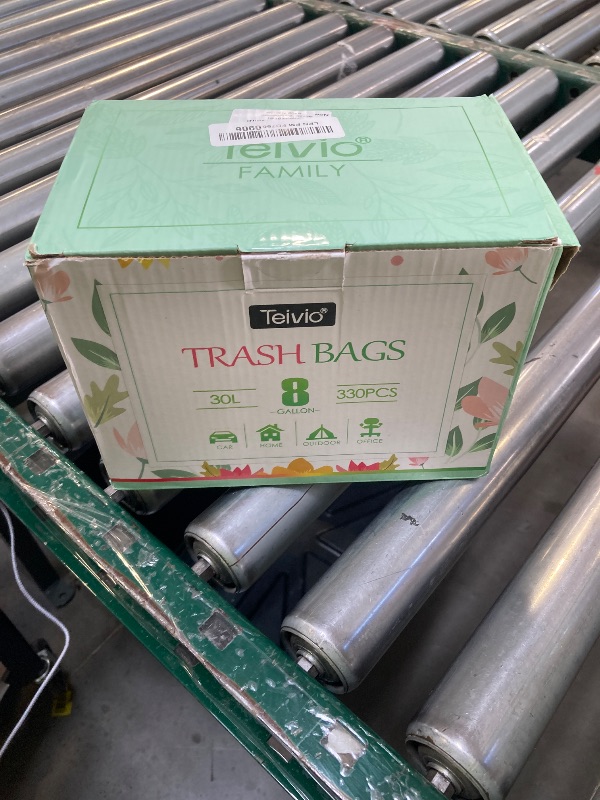 Teivio®
FAMILY
Teivio®
TRASH BAGS
30L
8
GALLON
330PCS
CAR
HOME
OUTDOOR
OFFICE